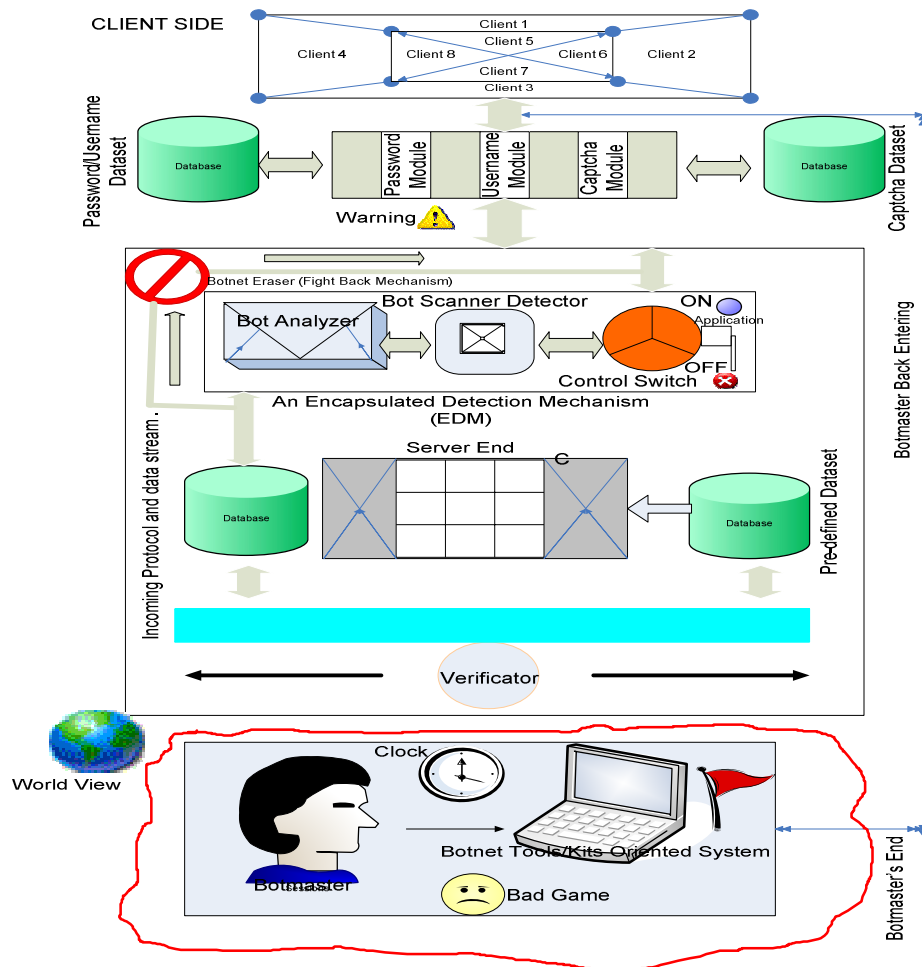 CLIENT SIDE
Client 1
Client 5
Client 4
Client 8
Client 6
Client 2
Client 7
Client 3
Password/Username
Dataset
Database
Password
Module
Username
Module
Captcha
Module
Database
Captcha Dataset
Warning
Botnet Eraser (Fight Back Mechanism)
Bot Scanner Detector
Bot Analyzer
ON
Application
OFF
Control Switch
An Encapsulated Detection Mechanism
(EDM)
Botmaster Back Entering
Server End
C
Incoming Protocol and data stream .
Database
Database
Pre-defined Dataset
Verificator
World View
Clock
Botnet Tools/Kits Oriented System
Botmaster
Sessions
Bad Game
Botmaster's End